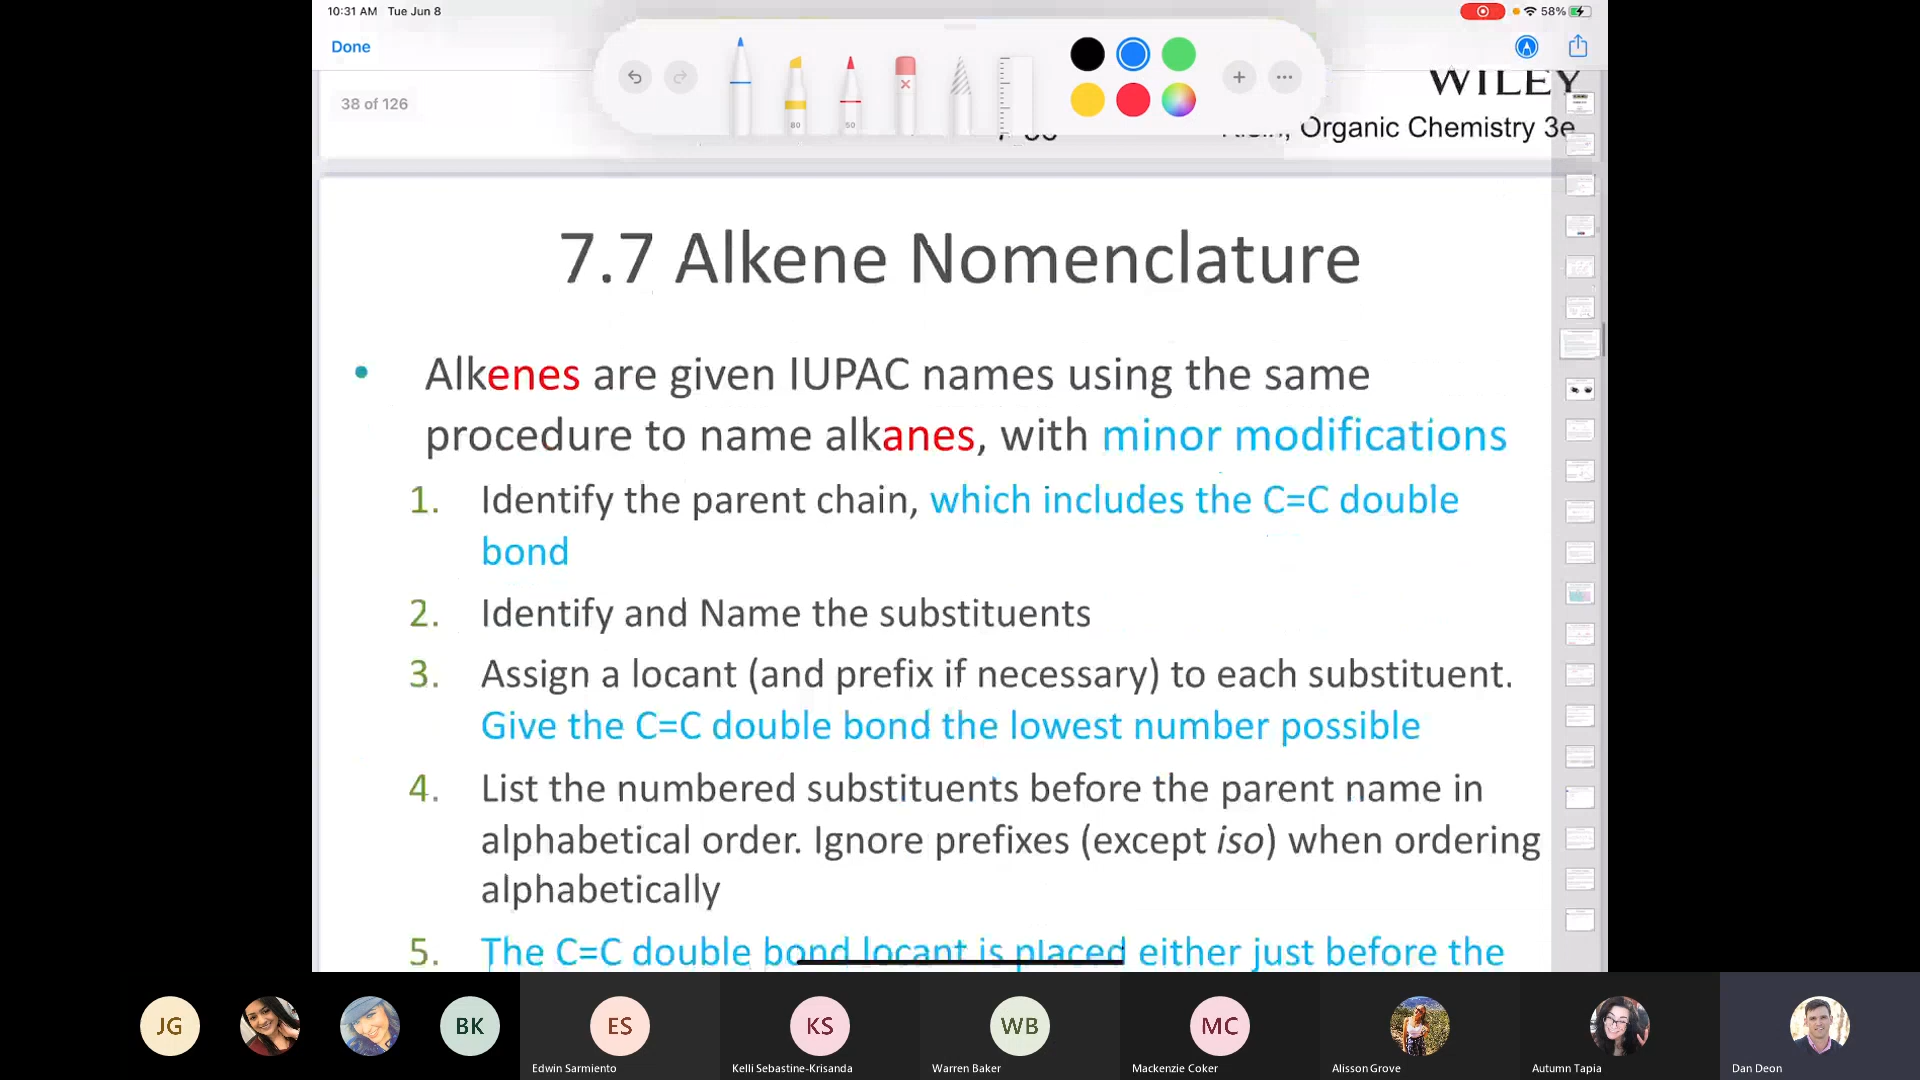 10:31 AM Tue Jun 8
58%
Done
38 of 126
80
50
WILEY
Organic Chemistry 3e
7.7 Alkene Nomenclature
• Alkenes are given IUPAC names using the same
procedure to name alkanes, with minor modifications
1. Identify the parent chain, which includes the C=C double
bond
2. Identify and Name the substituents
3. Assign a locant (and prefix if necessary) to each substituent.
Give the C=C double bond the lowest number possible
4. List the numbered substituents before the parent name in
alphabetical order. Ignore prefixes (except iso) when ordering
alphabetically
5. The C=C double bond locant is placed either just before the
JG
BK
ES
KS
WB
MC
Edwin Sarmiento
Kelli Sebastine-Krisanda
Warren Baker
Mackenzie Coker
Alisson Grove
Autumn Tapia
Dan Deon